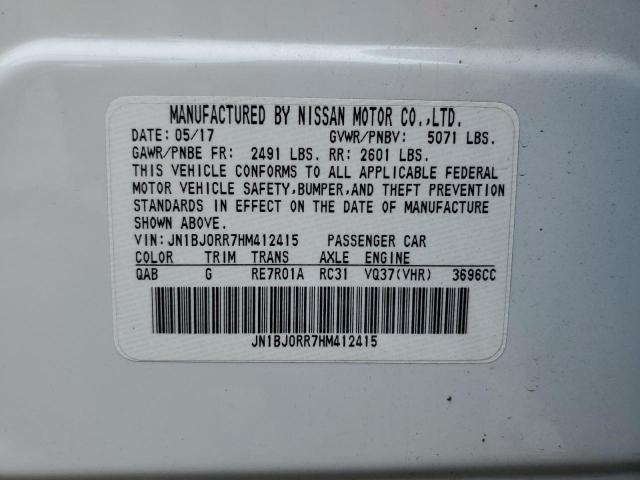 MANUFACTURED BY NISSAN MOTOR CO.,LTD.
DATE: 05/17 GVWR/PNBV: 5071 LBS.
GAWR/PNBE FR: 2491 LBS. RR: 2601 LBS.
THIS VEHICLE CONFORMS TO ALL APPLICABLE FEDERAL
MOTOR VEHICLE SAFETY,BUMPER,AND THEFT PREVENTION
STANDARDS IN EFFECT ON THE DATE OF MANUFACTURE
SHOWN ABOVE.
VIN: JN1BJ0RR7HM412415 PASSENGER CAR
COLOR TRIM TRANS AXLE ENGINE
QAB G RE7R01A RC31 VQ37(VHR) 3696CC
JN1BJ0RR7HM412415